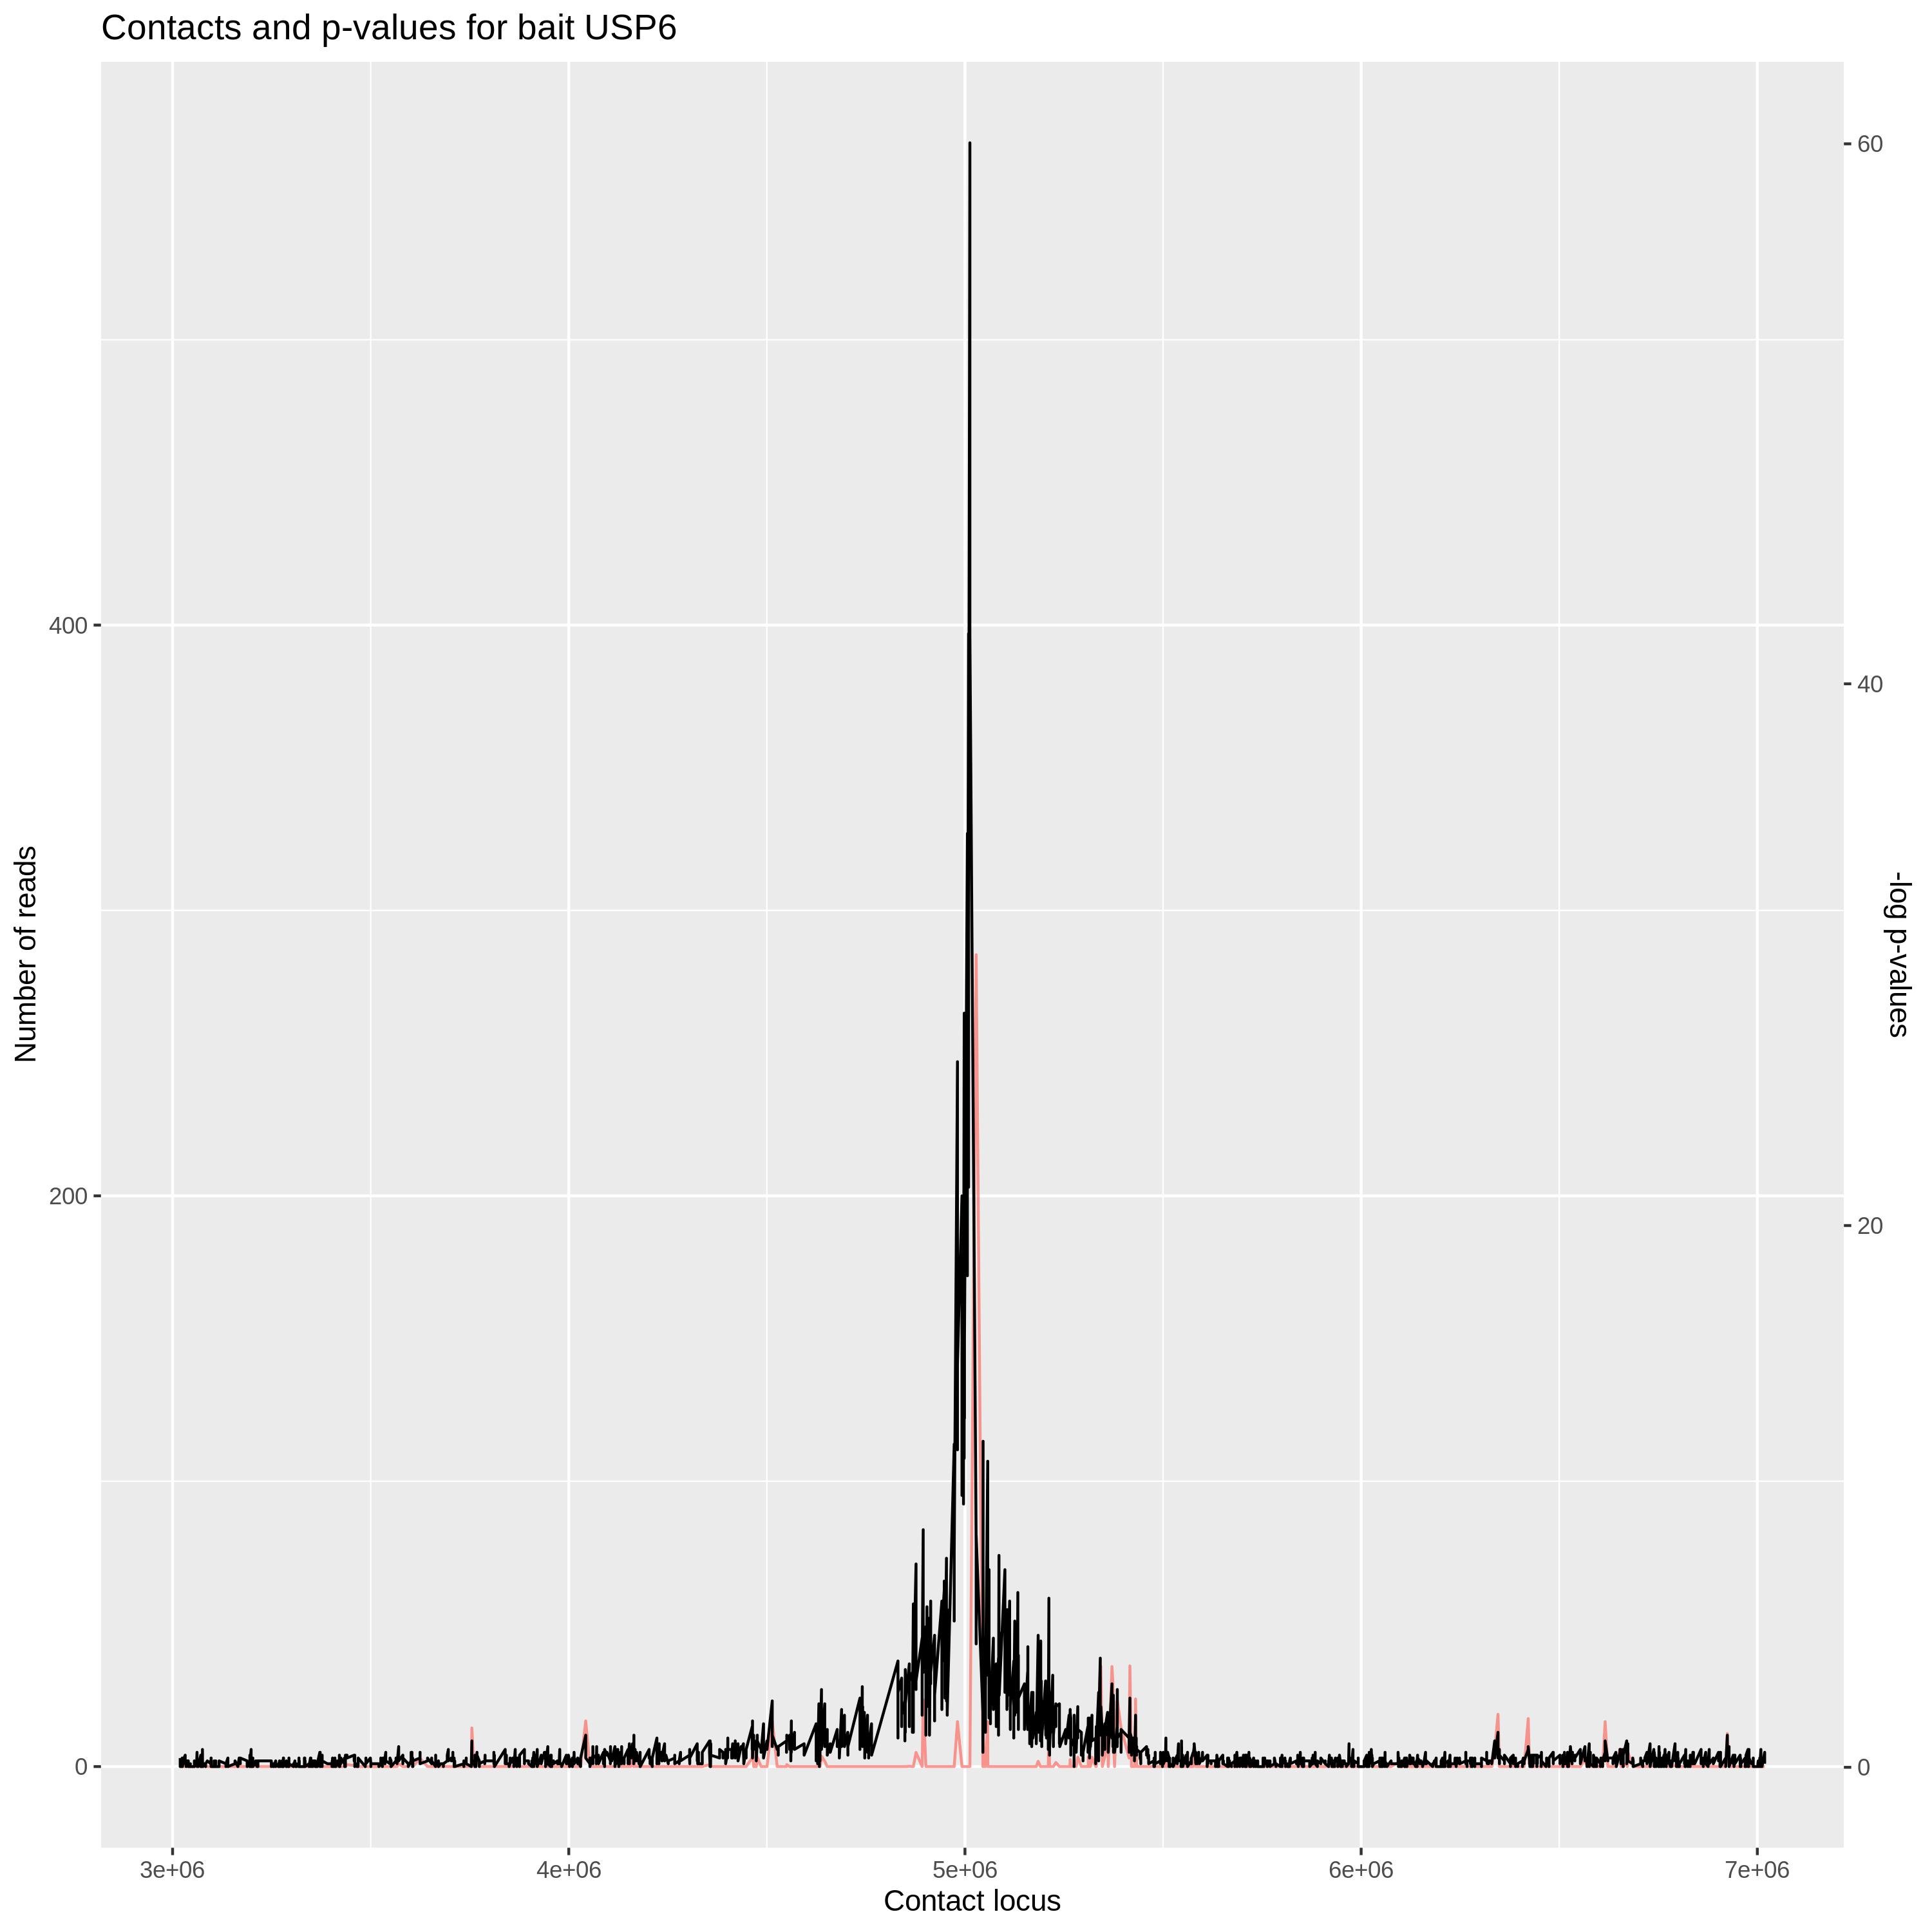 Contacts and p-values for bait USP6
60
400
40
Number of reads
-log p-values
200
20
0
0
3e+06
4e+06
5e+06
6e+06
7e+06
Contact locus